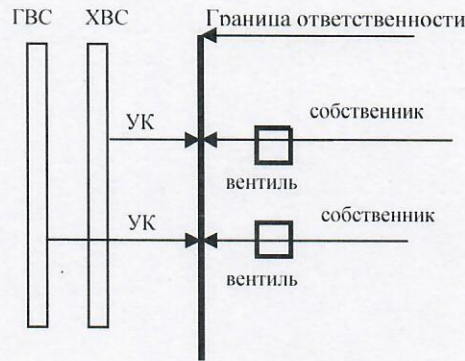 ГВС ХВС Граница ответственности
УК собственник
вентиль
УК собственник
вентиль